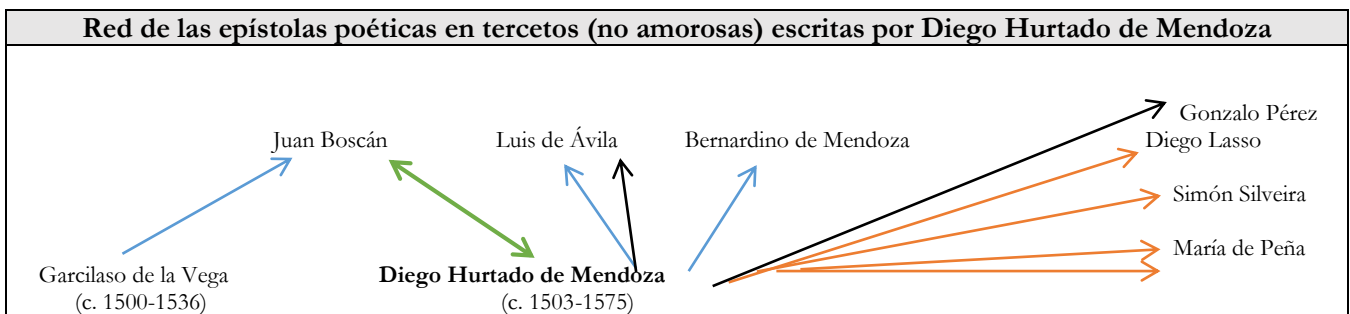 Red de las epístolas poéticas en tercetos (no amorosas) escritas por Diego Hurtado de Mendoza
Gonzalo Pérez
Juan Boscán Luis de Ávila Bernardino de Mendoza Diego Lasso
Simón Silveira
María de Peña
Garcilaso de la Vega Diego Hurtado de Mendoza
(c. 1500-1536) (c. 1503-1575)